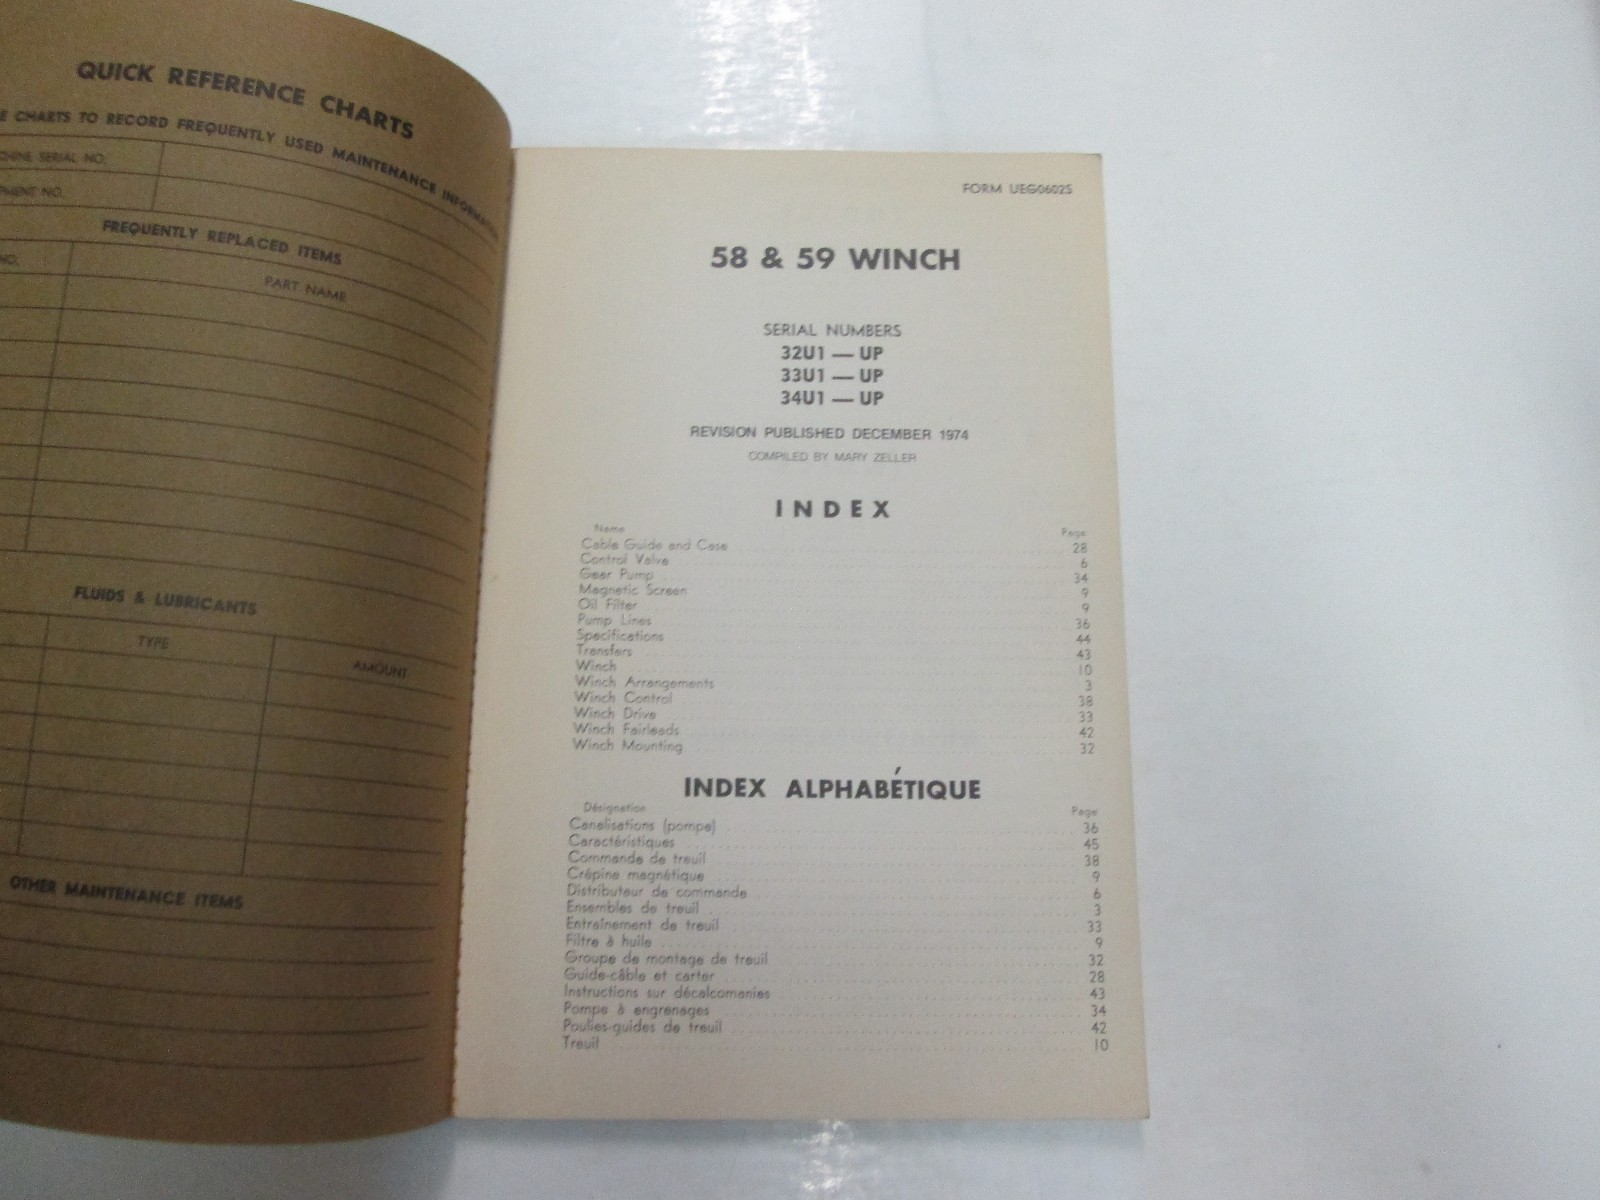 QUICK REFERENCE CHARTS
CHARTS TO RECORD FREQUENTLY USED MAINTENANCE
SERIAL NO.
NO.
FREQUENTLY REPLACED ITEMS
NO.
PART NAME
FLUIDS & LUBRICANTS
TYPE
AMOUNT
OTHER MAINTENANCE ITEMS
FORM UEG0602S
58 & 59 WINCH
SERIAL NUMBERS
32U1 — UP
33U1 — UP
34U1 — UP
REVISION PUBLISHED DECEMBER 1974
COMPILED BY MARY ZELLER
INDEX
Name Page
Cable Guide and Case 28
Control Valve 6
Gear Pump 34
Magnetic Screen 9
Oil Filter 9
Pump Lines 36
Specifications 44
Transfers 43
Winch 10
Winch Arrangements 3
Winch Control 38
Winch Drive 33
Winch Fairleads 42
Winch Mounting 32
INDEX ALPHABÉTIQUE
Désignation Page
Canalisations (pompe) 36
Caractéristiques 45
Commande de treuil 38
Crépine magnétique 9
Distributeur de commande 6
Ensembles de treuil 3
Entraînement de treuil 33
Filtre à huile 9
Groupe de montage de treuil 32
Guide-câble et carter 28
Instructions sur décalcomanies 43
Pompe à engrenages 34
Poulies-guides de treuil 42
Treuil 10